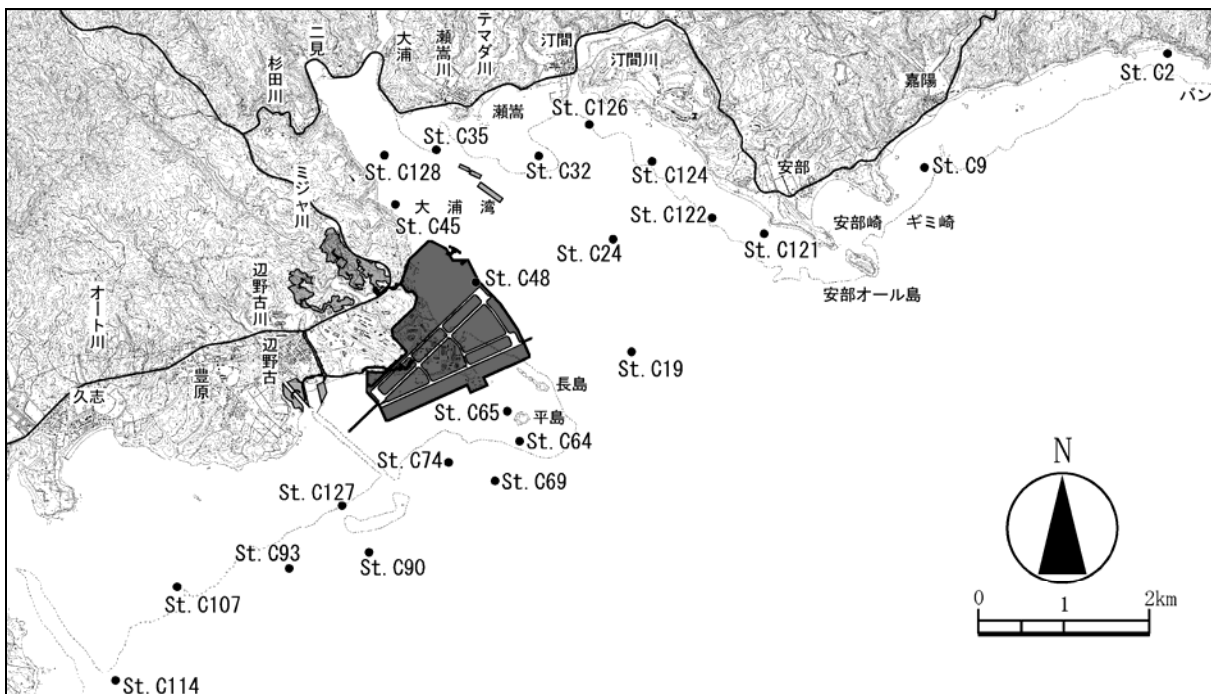 二見
杉田川
大浦
瀬嵩川
テマダ川
汀間
汀間川
瀬嵩
嘉陽
St. C2
バン
St. C126
St. C35
St. C128
St. C32
St. C124
安部
St. C9
ミジャ川
大浦湾
St. C45
St. C122
安部崎
ギミ崎
St. C24
St. C121
St. C48
安部オール島
辺野古川
オート川
辺野古
豊原
久志
St. C19
長島
St. C65
平島
St. C64
St. C74
St. C69
St. C127
St. C93
St. C90
St. C107
St. C114
N
0 1 2km